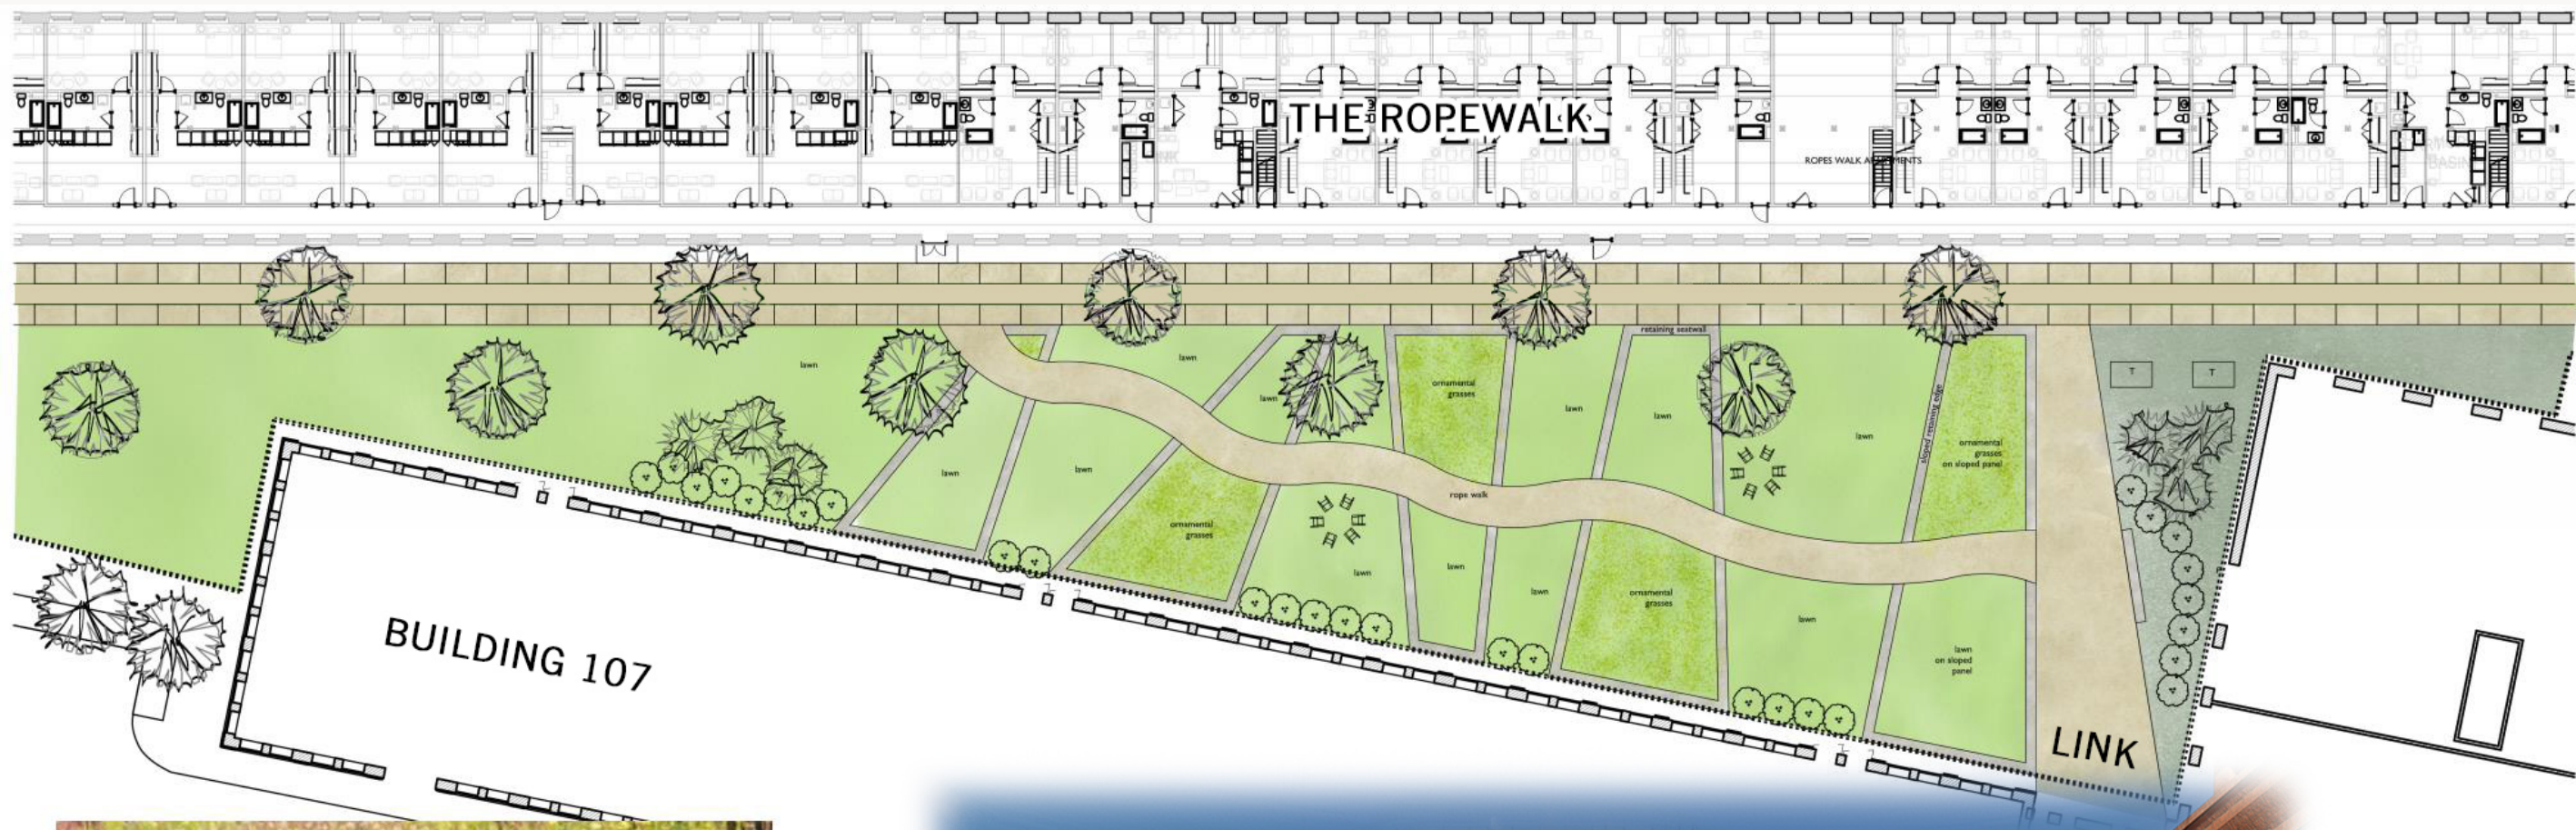 THE ROPEWALK
ROPES WALK
retaining seatwall
lawn
lawn
lawn
ornamental
grasses
lawn
lawn
lawn
sloped retaining edge
ornamental
grasses
on sloped panel
T
T
lawn
lawn
ornamental
grasses
rope walk
lawn
lawn
lawn
ornamental
grasses
lawn
lawn
on sloped
panel
BUILDING 107
LINK